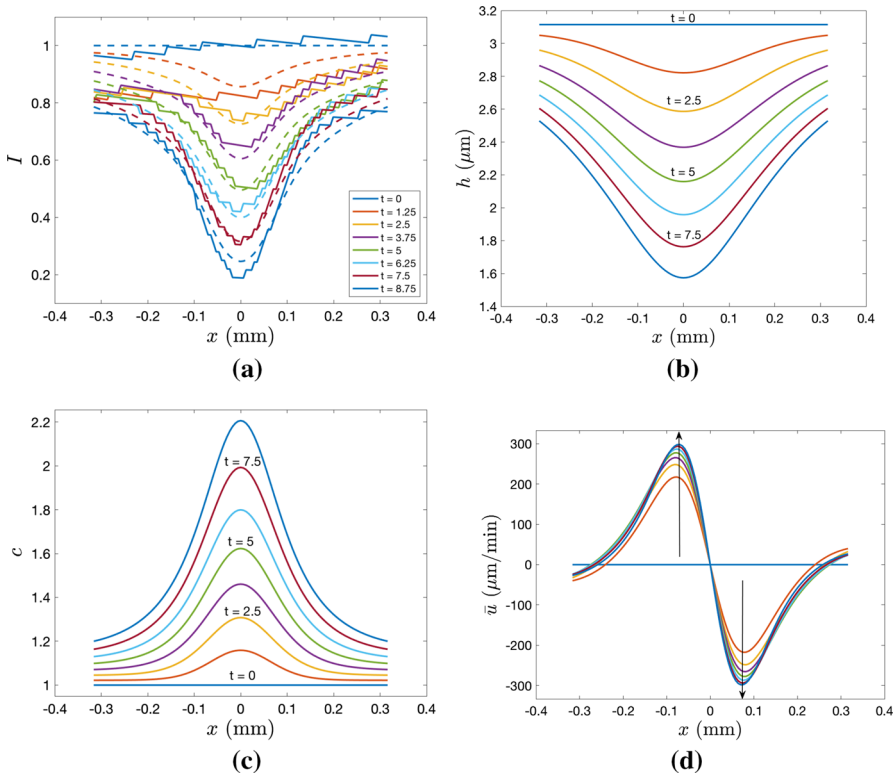 1
0.8
0.6
0.4
0.2
I
t = 0
t = 1.25
t = 2.5
t = 3.75
t = 5
t = 6.25
t = 7.5
t = 8.75
-0.4 -0.3 -0.2 -0.1 0 0.1 0.2 0.3 0.4
x (mm)
(a)
3.2
3
2.8
2.6
2.4
2.2
2
1.8
1.6
1.4
h (μm)
t = 0
t = 2.5
t = 5
t = 7.5
-0.4 -0.3 -0.2 -0.1 0 0.1 0.2 0.3 0.4
x (mm)
(b)
2.2
2
1.8
1.6
1.4
1.2
1
c
t = 7.5
t = 5
t = 2.5
t = 0
-0.4 -0.3 -0.2 -0.1 0 0.1 0.2 0.3 0.4
x (mm)
(c)
300
200
100
0
-100
-200
-300
ū (μm/min)
-0.4 -0.3 -0.2 -0.1 0 0.1 0.2 0.3 0.4
x (mm)
(d)